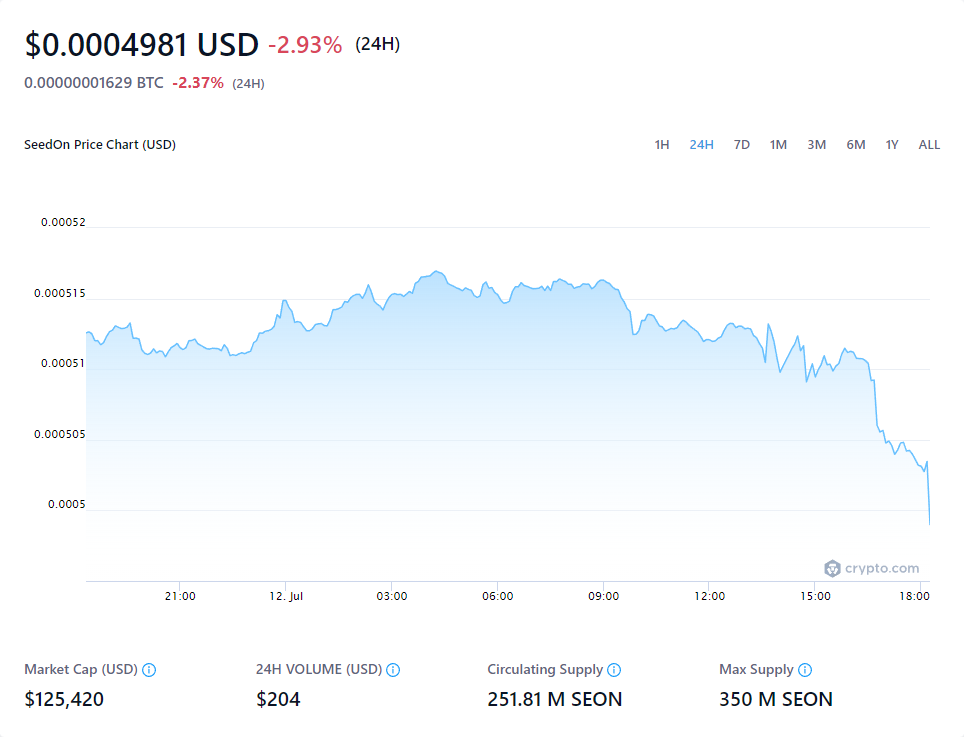 $0.0004981 USD -2.93% (24H)
0.00000001629 BTC -2.37% (24H)
SeedOn Price Chart (USD) 1H 24H 7D 1M 3M 6M 1Y ALL
0.00052
0.000515
0.00051
0.000505
0.0005
crypto.com
21:00 12. Jul 03:00 06:00 09:00 12:00 15:00 18:00
Market Cap (USD) 24H VOLUME (USD) Circulating Supply Max Supply
$125,420 $204 251.81 M SEON 350 M SEON